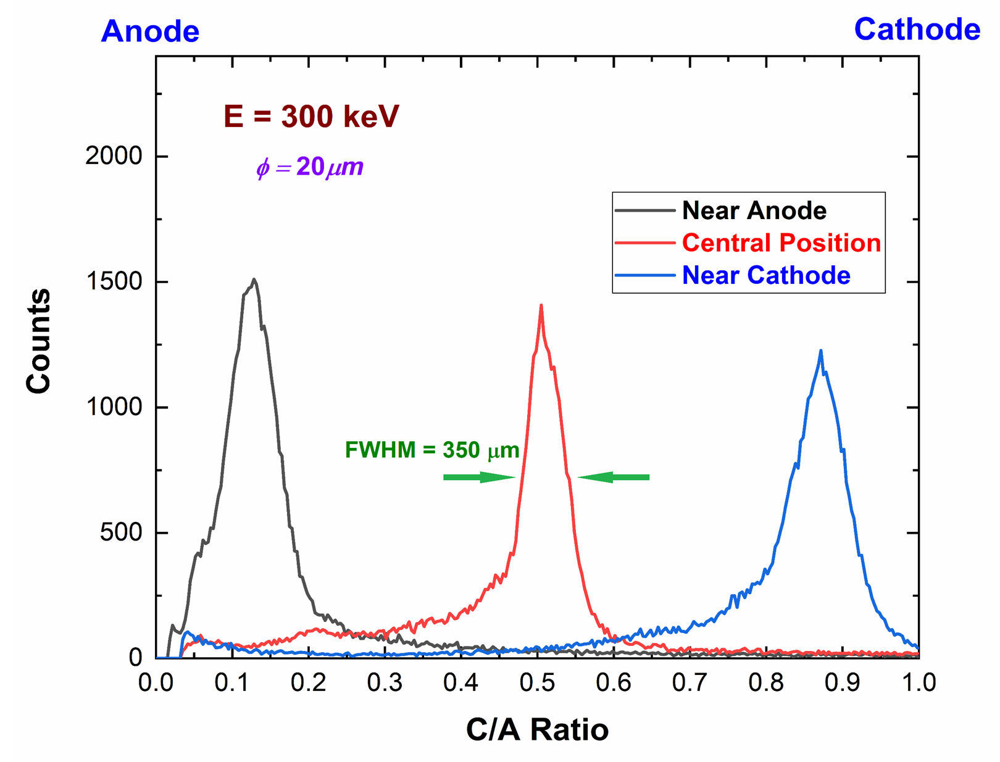 Anode
Cathode
E = 300 keV
ϕ = 20μm
Near Anode
Central Position
Near Cathode
FWHM = 350 μm
2000
1500
1000
500
0
Counts
0.0 0.1 0.2 0.3 0.4 0.5 0.6 0.7 0.8 0.9 1.0
C/A Ratio